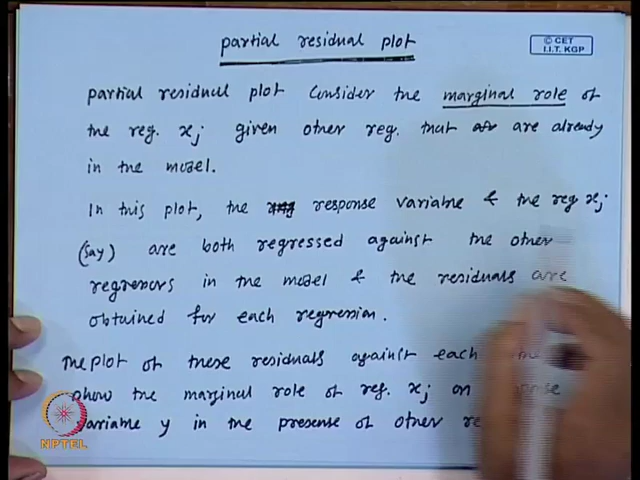 partial residual plot
© CET
I.I.T. KGP
partial residual plot consider the marginal role of
the reg. xj given other reg. that are already
in the model.
In this plot, the response variable & the reg xj
(say) are both regressed against the other
regressors in the model & the residuals are
obtained for each regression.
The plot of these residuals against each
show the marginal role of reg. xj on
variable y in the presense of other
NPTEL